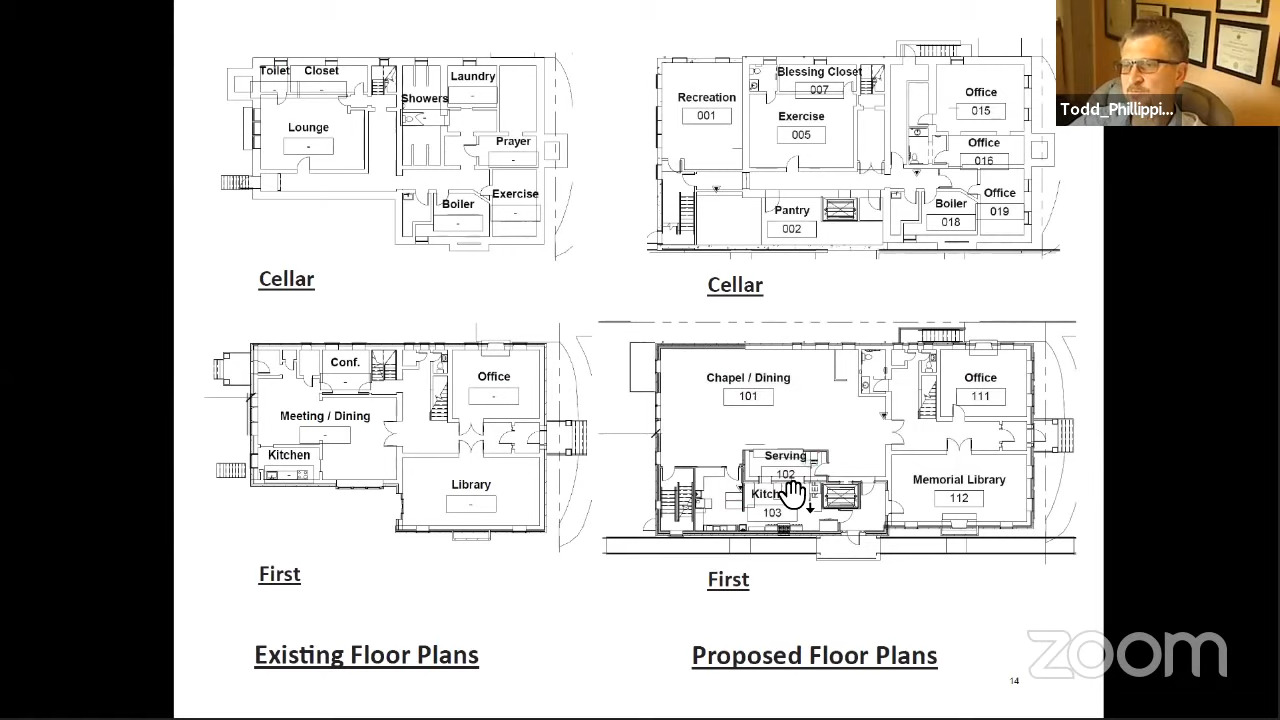 Toilet Closet
Laundry
Showers
Lounge
Prayer
Exercise
Boiler
Cellar
Blessing Closet
007
Recreation
001
Exercise
005
Office
015
Office
016
Office
019
Pantry
002
Boiler
018
Cellar
Todd_Phillippi...
Conf.
Office
Meeting / Dining
Kitchen
Library
First
Chapel / Dining
101
Office
111
Serving
102
103
REF
Memorial Library
112
First
Existing Floor Plans
Proposed Floor Plans
14
zoom